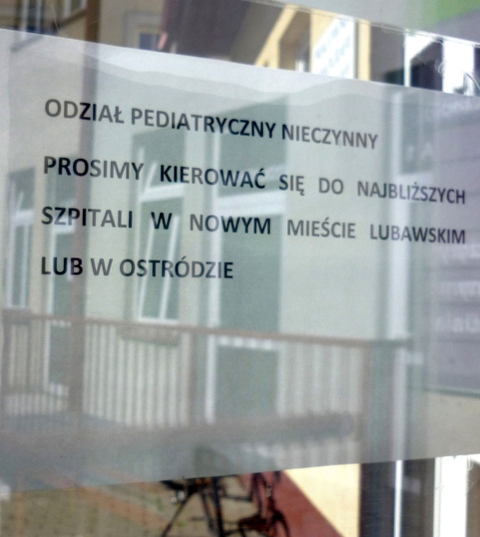 ODZIAŁ PEDIATRYCZNY NIECZYNNY
PROSIMY KIEROWAĆ SIĘ DO NAJBLIŻSZYCH
SZPITALI W NOWYM MIEŚCIE LUBAWSKIM
LUB W OSTRÓDZIE